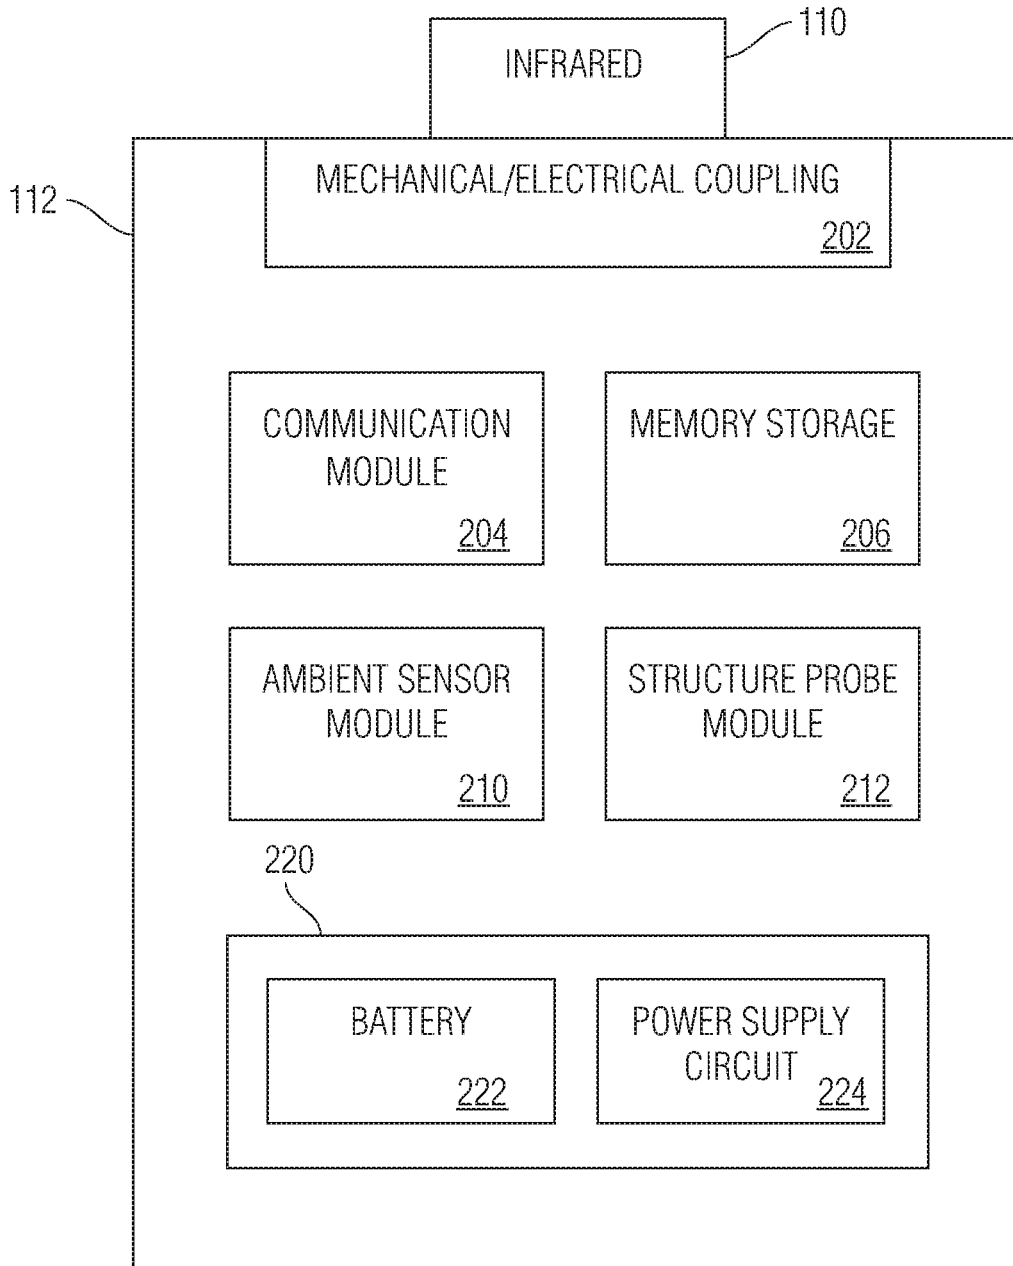 110
INFRARED
MECHANICAL/ELECTRICAL COUPLING
112
202
COMMUNICATION
MODULE
204
MEMORY STORAGE
206
AMBIENT SENSOR
MODULE
210
STRUCTURE PROBE
MODULE
212
220
BATTERY
222
POWER SUPPLY
CIRCUIT
224